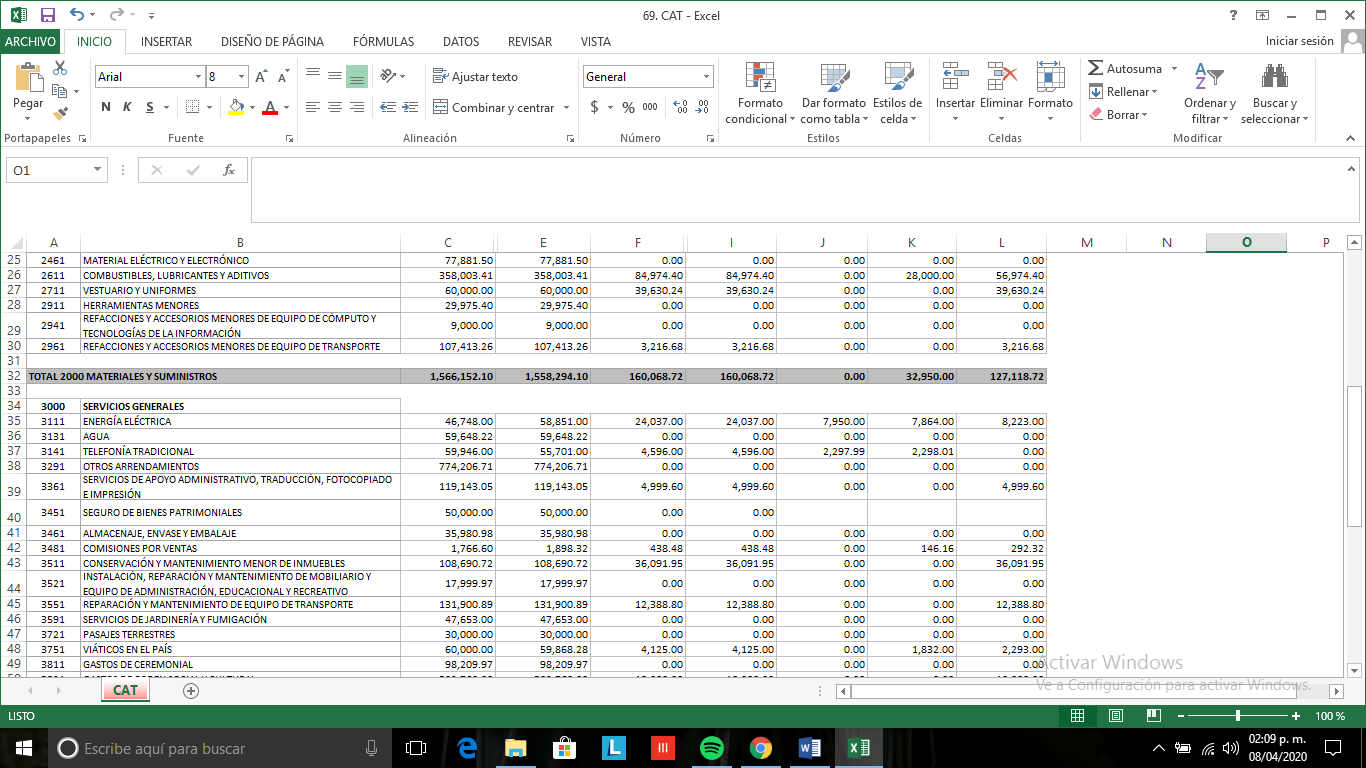 69. CAT - Excel
ARCHIVO INICIO INSERTAR DISEÑO DE PÁGINA FÓRMULAS DATOS REVISAR VISTA Iniciar sesión
Arial 8 Ajustar texto General Autosuma
Pegar N K S Combinar y centrar $ % 000 Formato condicional Dar formato como tabla Estilos de celda Insertar Eliminar Formato Rellenar Borrar Ordenar y filtrar Buscar y seleccionar
Portapapeles Fuente Alineación Número Estilos Celdas Modificar
O1 fx
A B C E F I J K L M N O P
25 2461 MATERIAL ELÉCTRICO Y ELECTRÓNICO 77,881.50 77,881.50 0.00 0.00 0.00 0.00 0.00
26 2611 COMBUSTIBLES, LUBRICANTES Y ADITIVOS 358,003.41 358,003.41 84,974.40 84,974.40 0.00 28,000.00 56,974.40
27 2711 VESTUARIO Y UNIFORMES 60,000.00 60,000.00 39,630.24 39,630.24 0.00 0.00 39,630.24
28 2911 HERRAMIENTAS MENORES 29,975.40 29,975.40 0.00 0.00 0.00 0.00 0.00
29 2941 REFACCIONES Y ACCESORIOS MENORES DE EQUIPO DE CÓMPUTO Y
TECNOLOGÍAS DE LA INFORMACIÓN 9,000.00 9,000.00 0.00 0.00 0.00 0.00 0.00
30 2961 REFACCIONES Y ACCESORIOS MENORES DE EQUIPO DE TRANSPORTE 107,413.26 107,413.26 3,216.68 3,216.68 0.00 0.00 3,216.68
31
32 TOTAL 2000 MATERIALES Y SUMINISTROS 1,566,152.10 1,558,294.10 160,068.72 160,068.72 0.00 32,950.00 127,118.72
33
34 3000 SERVICIOS GENERALES
35 3111 ENERGÍA ELÉCTRICA 46,748.00 58,851.00 24,037.00 24,037.00 7,950.00 7,864.00 8,223.00
36 3131 AGUA 59,648.22 59,648.22 0.00 0.00 0.00 0.00 0.00
37 3141 TELEFONÍA TRADICIONAL 59,946.00 55,701.00 4,596.00 4,596.00 2,297.99 2,298.01 0.00
38 3291 OTROS ARRENDAMIENTOS 774,206.71 774,206.71 0.00 0.00 0.00 0.00 0.00
39 3361 SERVICIOS DE APOYO ADMINISTRATIVO, TRADUCCIÓN, FOTOCOPIADO
E IMPRESIÓN 119,143.05 119,143.05 4,999.60 4,999.60 0.00 0.00 4,999.60
40 3451 SEGURO DE BIENES PATRIMONIALES 50,000.00 50,000.00 0.00 0.00
41 3461 ALMACENAJE, ENVASE Y EMBALAJE 35,980.98 35,980.98 0.00 0.00 0.00 0.00 0.00
42 3481 COMISIONES POR VENTAS 1,766.60 1,898.32 438.48 438.48 0.00 146.16 292.32
43 3511 CONSERVACIÓN Y MANTENIMIENTO MENOR DE INMUEBLES 108,690.72 108,690.72 36,091.95 36,091.95 0.00 0.00 36,091.95
44 3521 INSTALACIÓN, REPARACIÓN Y MANTENIMIENTO DE MOBILIARIO Y
EQUIPO DE ADMINISTRACIÓN, EDUCACIONAL Y RECREATIVO 17,999.97 17,999.97 0.00 0.00 0.00 0.00 0.00
45 3551 REPARACIÓN Y MANTENIMIENTO DE EQUIPO DE TRANSPORTE 131,900.89 131,900.89 12,388.80 12,388.80 0.00 0.00 12,388.80
46 3591 SERVICIOS DE JARDINERÍA Y FUMIGACIÓN 47,653.00 47,653.00 0.00 0.00 0.00 0.00 0.00
47 3721 PASAJES TERRESTRES 30,000.00 30,000.00 0.00 0.00 0.00 0.00 0.00
48 3751 VIÁTICOS EN EL PAÍS 60,000.00 59,868.28 4,125.00 4,125.00 0.00 1,832.00 2,293.00
49 3811 GASTOS DE CEREMONIAL 98,209.97 98,209.97 0.00 0.00 0.00 0.00 0.00
Activar Windows
Ve a Configuración para activar Windows.
CAT
LISTO 100 %
Escribe aquí para buscar 02:09 p. m.
08/04/2020